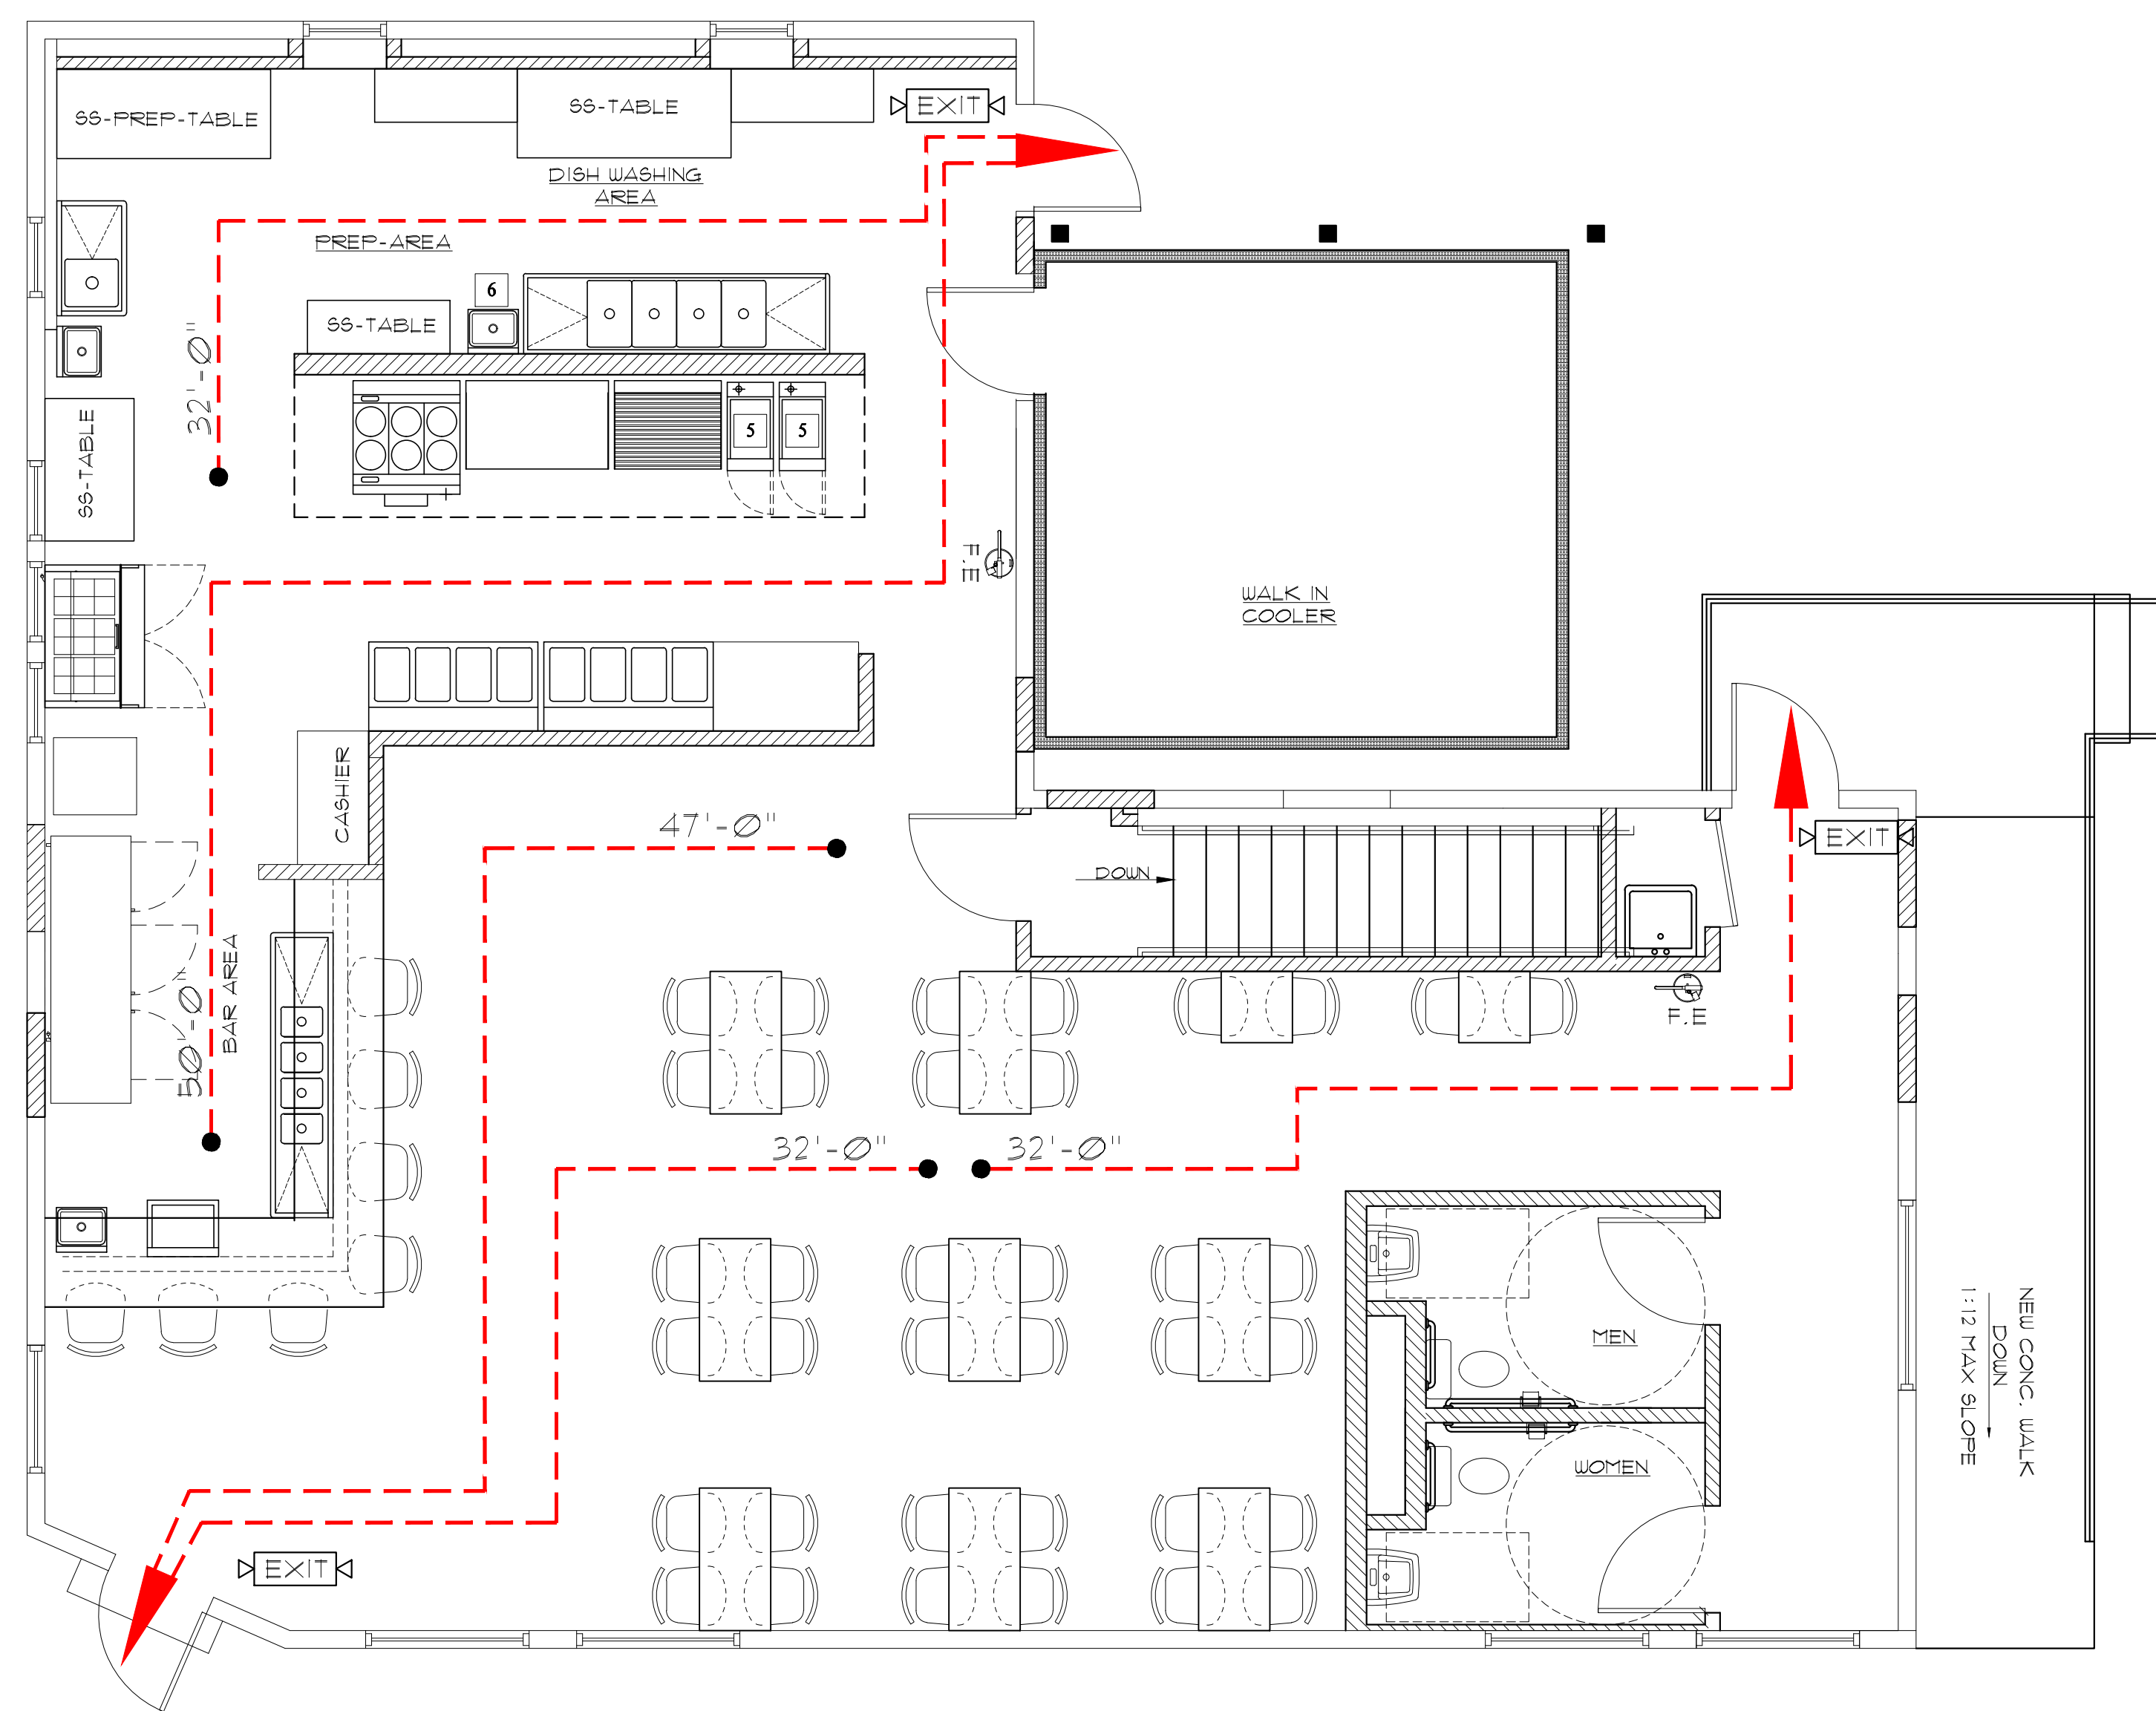 SS-PREP-TABLE
SS-TABLE
EXIT
DISH WASHING
AREA
PREP-AREA
6
SS-TABLE
32'-0"
SS-TABLE
5
5
F.E
WALK IN
COOLER
CASHIER
47'-0"
EXIT
DOWN
BAR AREA
50'-0"
F.E
32'-0"
32'-0"
MEN
WOMEN
NEW CONC. WALK
DOWN
1:12 MAX SLOPE
EXIT